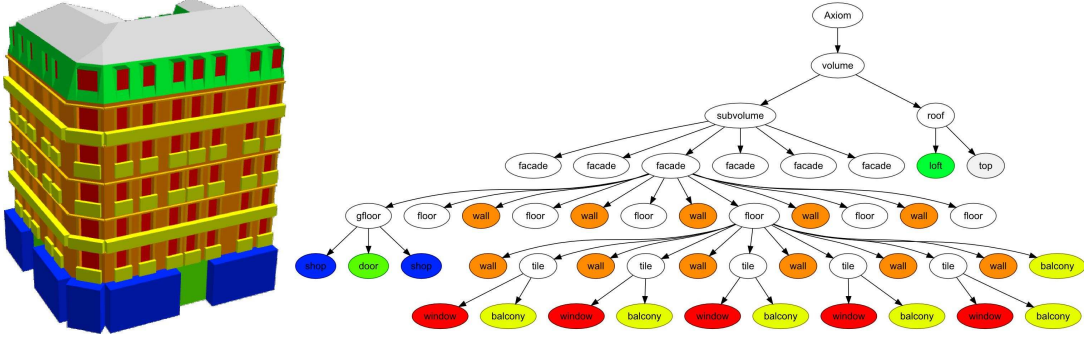 Axiom
volume
subvolume roof
facade facade facade facade facade facade loft top
gfloor floor wall floor wall floor wall floor wall floor wall floor
shop door shop wall tile wall tile wall tile wall tile wall tile wall balcony
window balcony window balcony window balcony window balcony window balcony